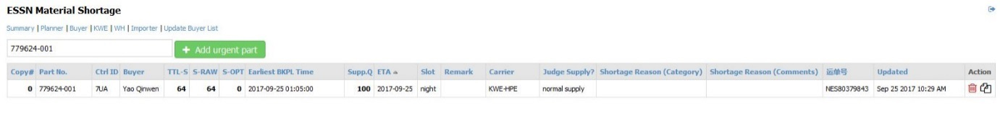 ESSN Material Shortage
Summary | Planner | Buyer | KWE | WH | Importer | Update Buyer List
779624-001 + Add urgent part
Copy# Part No. Ctrl ID Buyer TTL-S S-RAW S-OPT Earliest BKPL Time Supp.Q ETA Slot Remark Carrier Judge Supply? Shortage Reason (Category) Shortage Reason (Comments) 运单号 Updated Action
0 779624-001 7UA Yao Qinwen 64 64 0 2017-09-25 01:05:00 100 2017-09-25 night KWE-HPE normal supply NES80379843 Sep 25 2017 10:29 AM